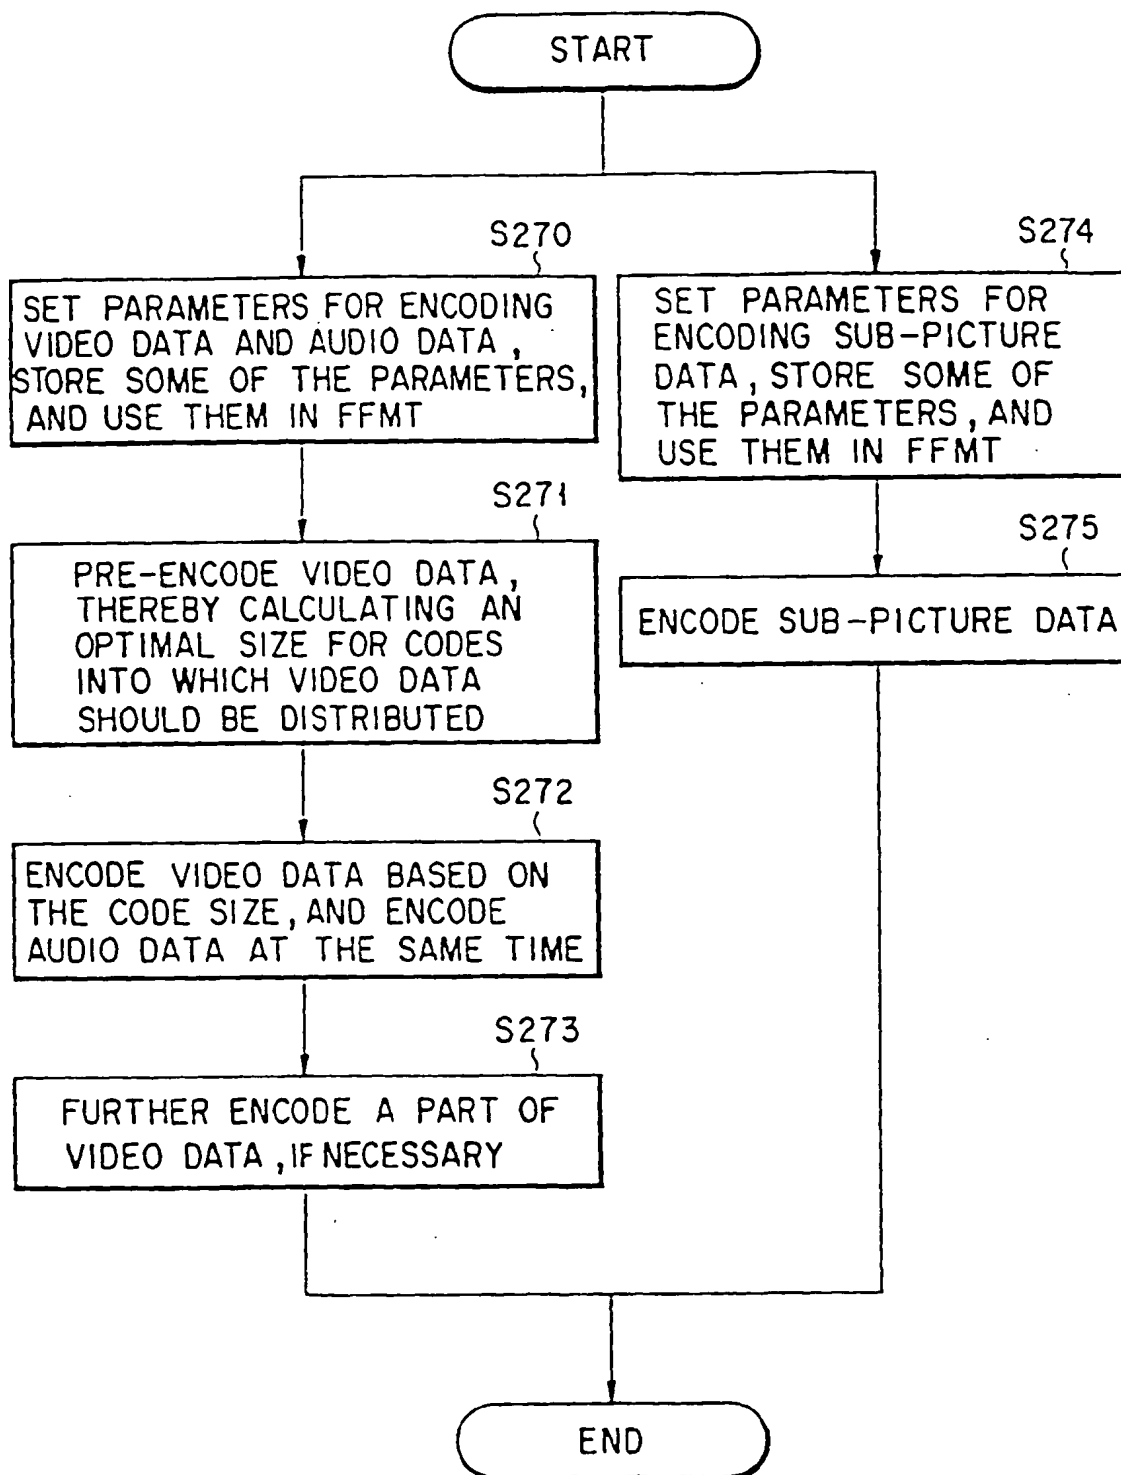 START
S270
SET PARAMETERS FOR ENCODING
VIDEO DATA AND AUDIO DATA,
STORE SOME OF THE PARAMETERS,
AND USE THEM IN FFMT
S271
PRE-ENCODE VIDEO DATA,
THEREBY CALCULATING AN
OPTIMAL SIZE FOR CODES
INTO WHICH VIDEO DATA
SHOULD BE DISTRIBUTED
S272
ENCODE VIDEO DATA BASED ON
THE CODE SIZE, AND ENCODE
AUDIO DATA AT THE SAME TIME
S273
FURTHER ENCODE A PART OF
VIDEO DATA, IF NECESSARY
S274
SET PARAMETERS FOR
ENCODING SUB-PICTURE
DATA, STORE SOME OF
THE PARAMETERS, AND
USE THEM IN FFMT
S275
ENCODE SUB-PICTURE DATA
END